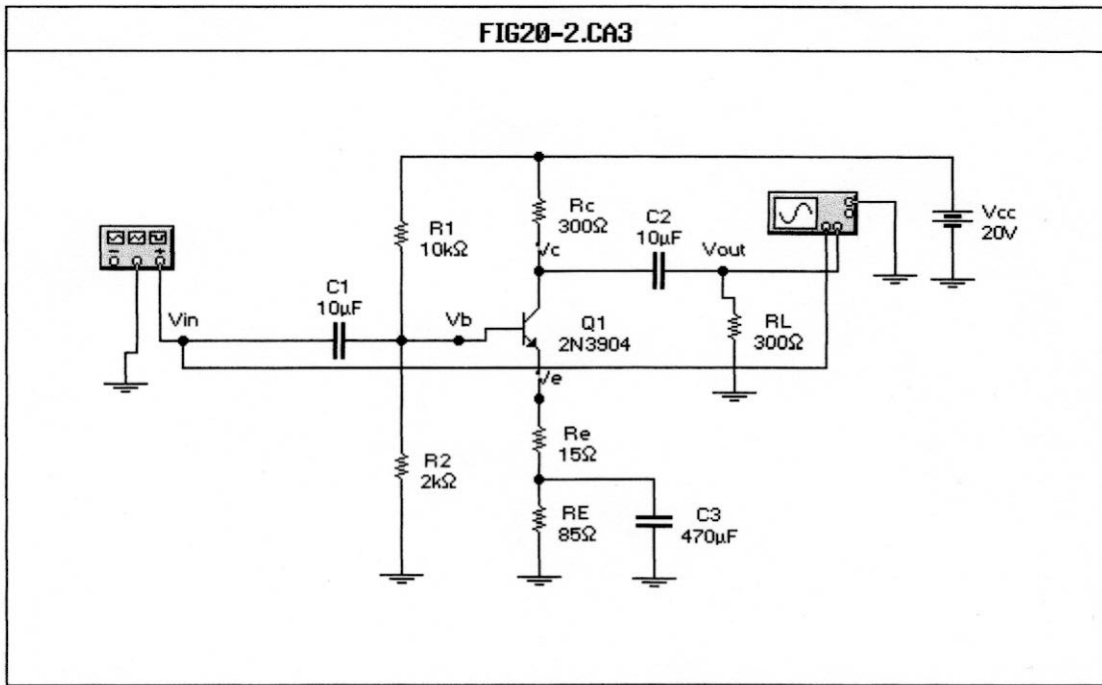 FIG20-2.CA3
R1
10kΩ
Rc
300Ω
Vc
C2
10µF
Vout
Vcc
20V
C1
10µF
Vin
Vb
Q1
2N3904
RL
300Ω
Ve
Re
15Ω
R2
2kΩ
RE
85Ω
C3
470µF